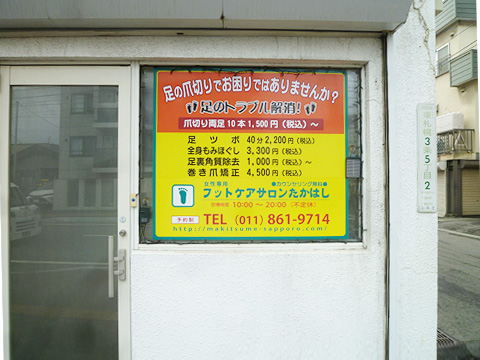 足の爪切りでお困りではありませんか?
足のトラブル解消!
爪切り両足10本1,500円(税込)～
足ツボ 40分2,200円(税込)
全身もみほぐし 3,300円(税込)
足裏角質除去 1,000円(税込)～
巻き爪矯正 4,500円(税込)
女性専用 ●カウンセリング無料●
フットケアサロンたかはし
10:00～20:00(不定休)
予約制 TEL (011) 861-9714
http://makitsume-sapporo.com/
3条5丁目2